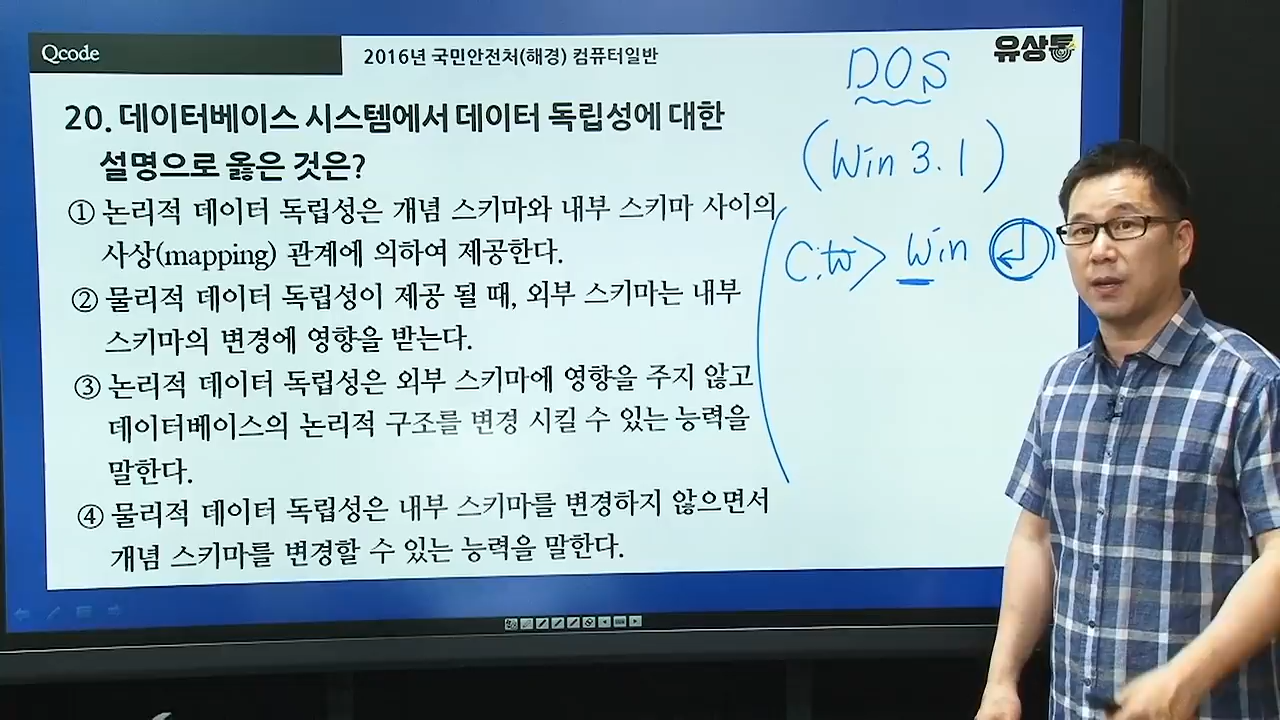 Qcode
2016년 국민안전처(해경) 컴퓨터일반
유상통
20. 데이터베이스 시스템에서 데이터 독립성에 대한
설명으로 옳은 것은?
① 논리적 데이터 독립성은 개념 스키마와 내부 스키마 사이의
사상(mapping) 관계에 의하여 제공한다.
② 물리적 데이터 독립성이 제공 될 때, 외부 스키마는 내부
스키마의 변경에 영향을 받는다.
③ 논리적 데이터 독립성은 외부 스키마에 영향을 주지 않고
데이터베이스의 논리적 구조를 변경 시킬 수 있는 능력을
말한다.
④ 물리적 데이터 독립성은 내부 스키마를 변경하지 않으면서
개념 스키마를 변경할 수 있는 능력을 말한다.
DOS
(Win 3.1)
C:\w> Win